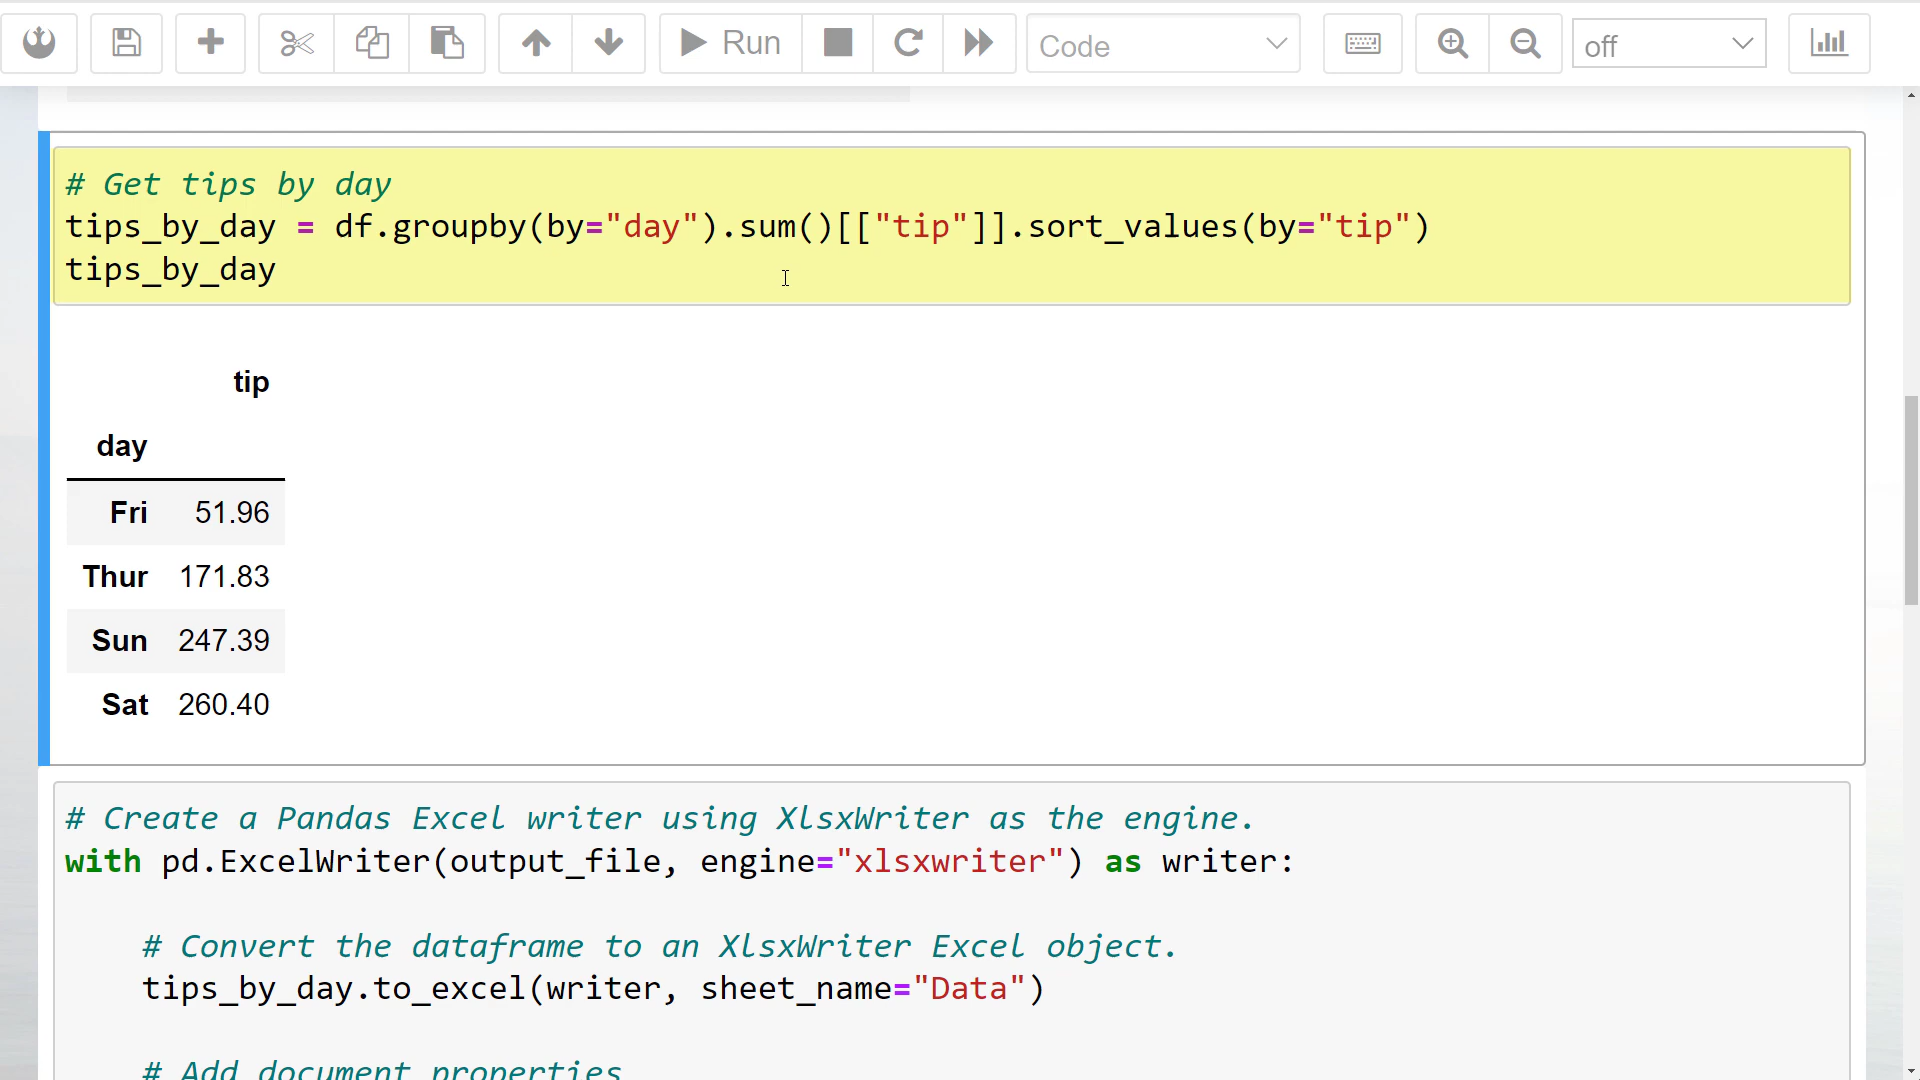 Run
Code
off
# Get tips by day
tips_by_day = df.groupby(by="day").sum()[["tip"]].sort_values(by="tip")
tips_by_day
tip
day
Fri 51.96
Thur 171.83
Sun 247.39
Sat 260.40
# Create a Pandas Excel writer using XlsxWriter as the engine.
with pd.ExcelWriter(output_file, engine="xlsxwriter") as writer:
# Convert the dataframe to an XlsxWriter Excel object.
tips_by_day.to_excel(writer, sheet_name="Data")
# Add document properties